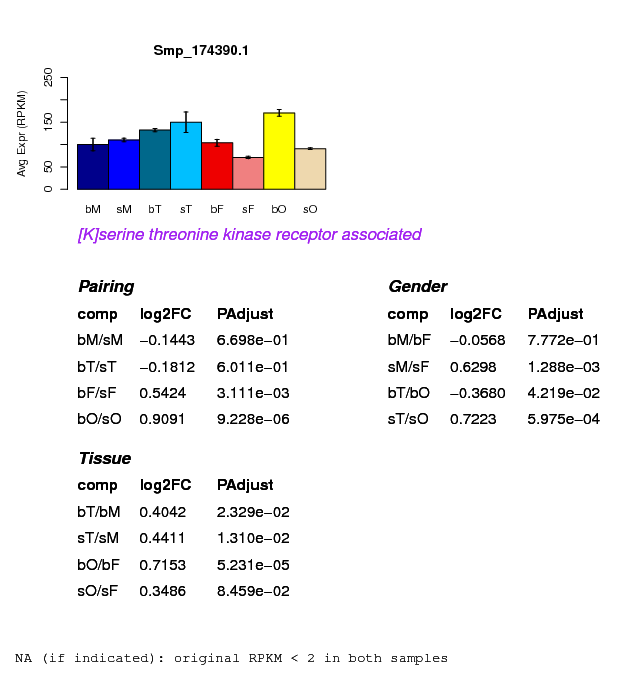 Smp_174390.1
Avg Expr (RPKM)
0 50 150 250
bM sM bT sT bF sF bO sO
[K]serine threonine kinase receptor associated
Pairing
comp log2FC PAdjust
bM/sM −0.1443 6.698e−01
bT/sT −0.1812 6.011e−01
bF/sF 0.5424 3.111e−03
bO/sO 0.9091 9.228e−06
Gender
comp log2FC PAdjust
bM/bF −0.0568 7.772e−01
sM/sF 0.6298 1.288e−03
bT/bO −0.3680 4.219e−02
sT/sO 0.7223 5.975e−04
Tissue
comp log2FC PAdjust
bT/bM 0.4042 2.329e−02
sT/sM 0.4411 1.310e−02
bO/bF 0.7153 5.231e−05
sO/sF 0.3486 8.459e−02
NA (if indicated): original RPKM < 2 in both samples